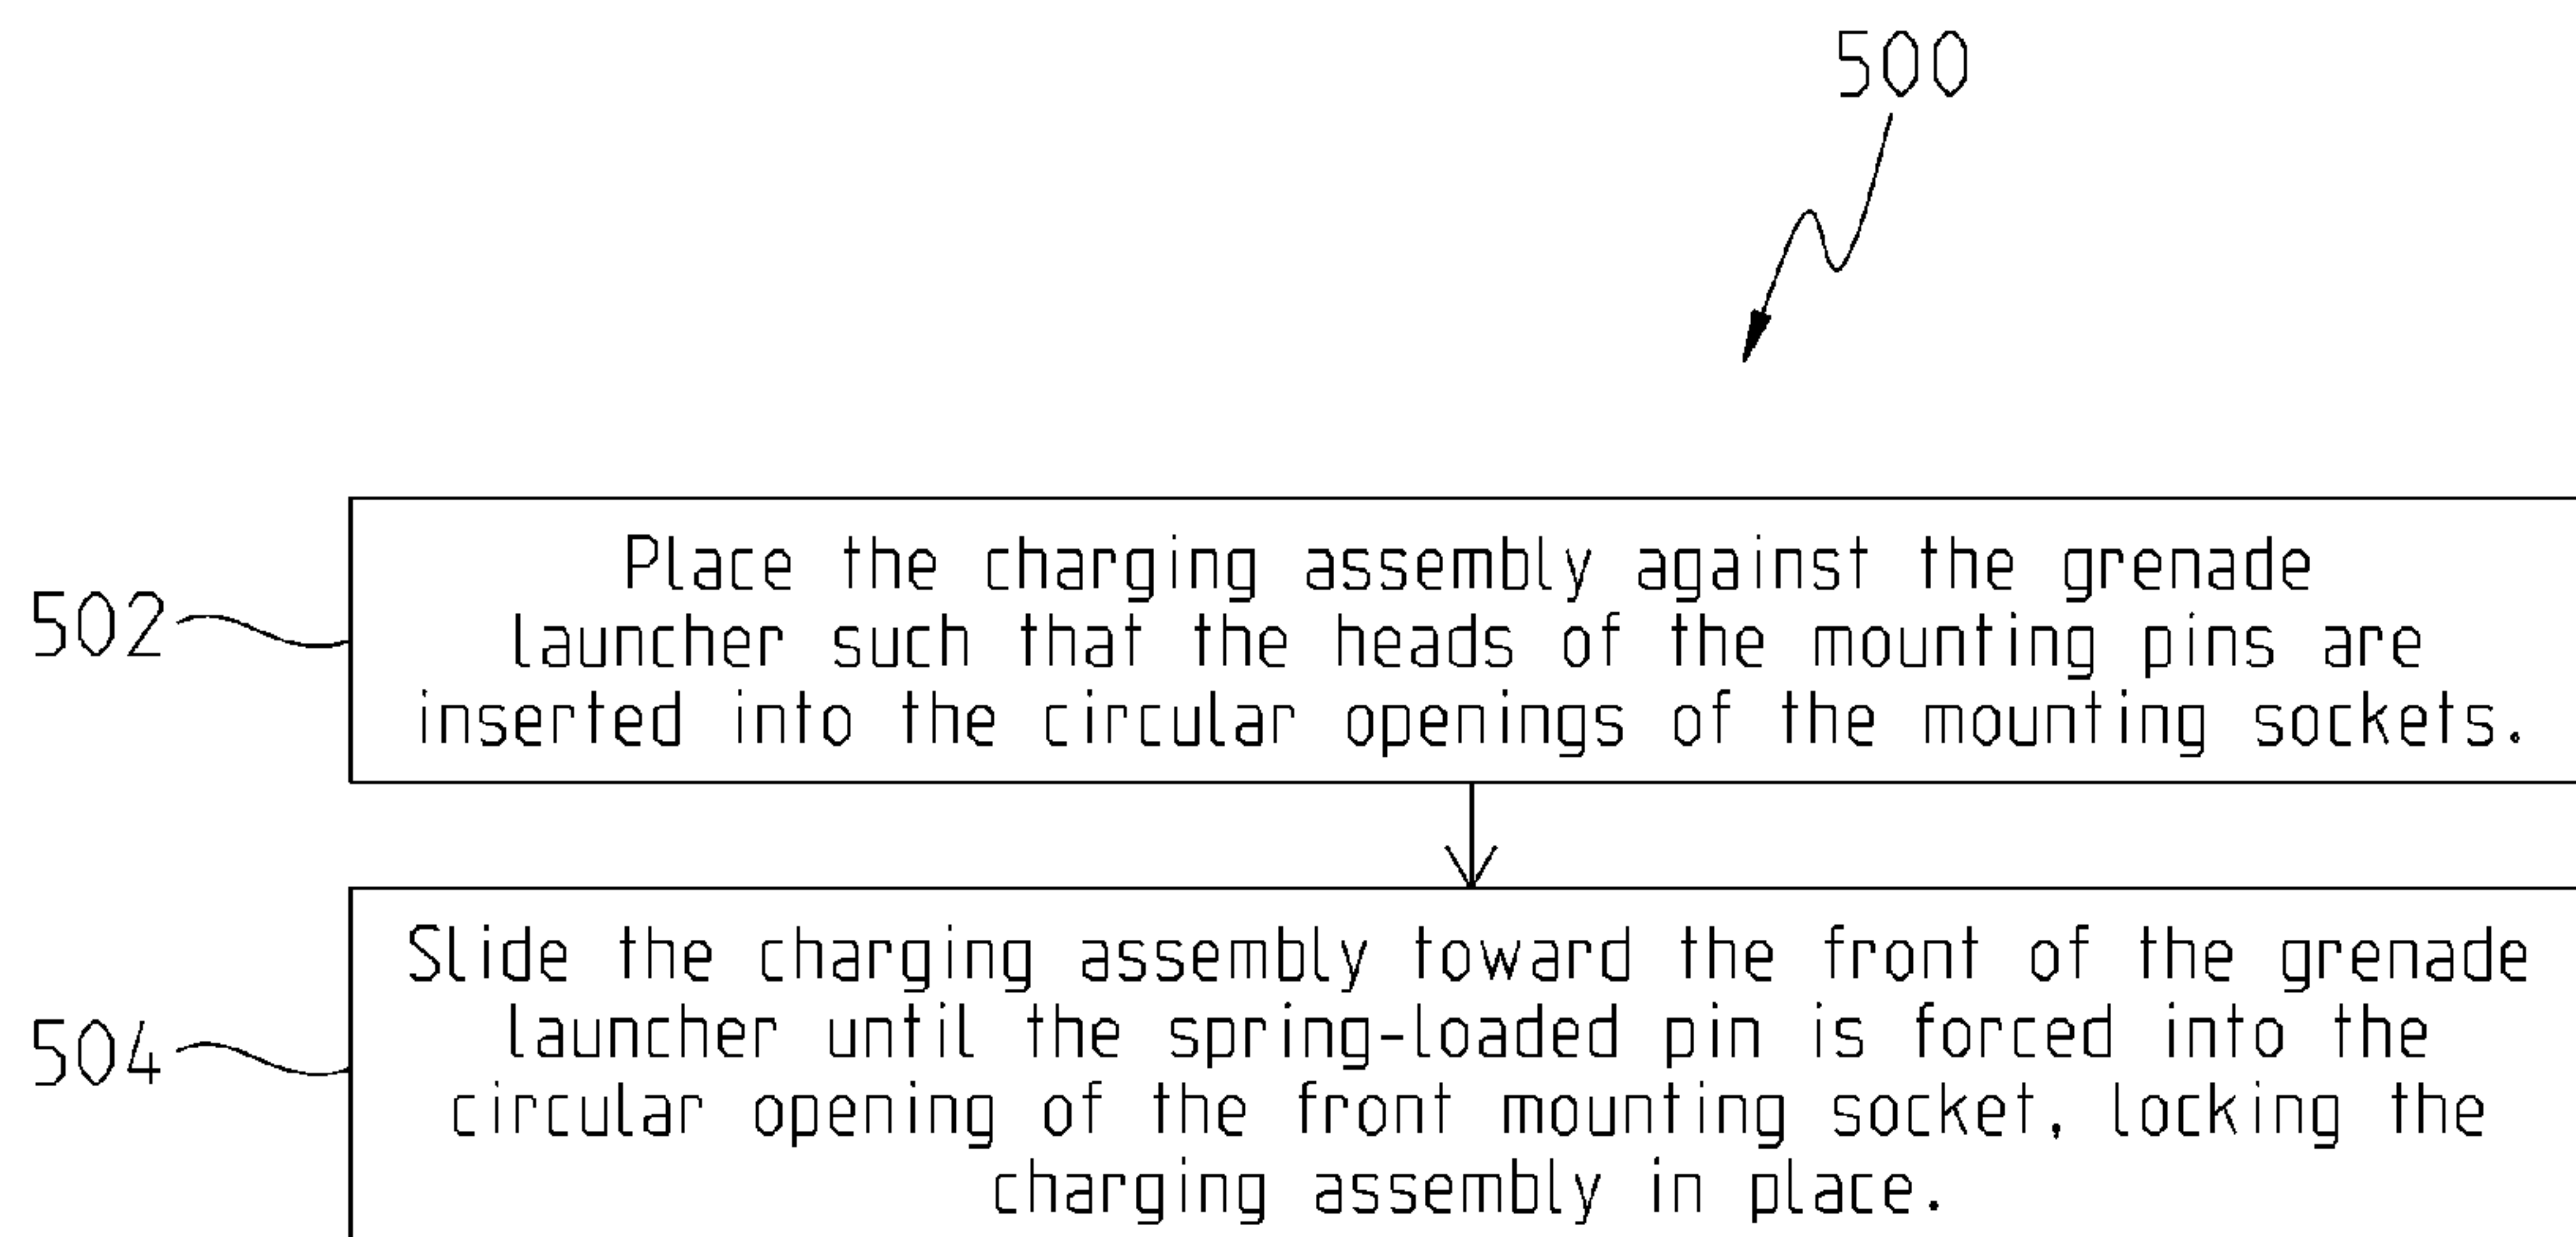 500
502
Place the charging assembly against the grenade
launcher such that the heads of the mounting pins are
inserted into the circular openings of the mounting sockets.
504
Slide the charging assembly toward the front of the grenade
launcher until the spring-loaded pin is forced into the
circular opening of the front mounting socket, locking the
charging assembly in place.